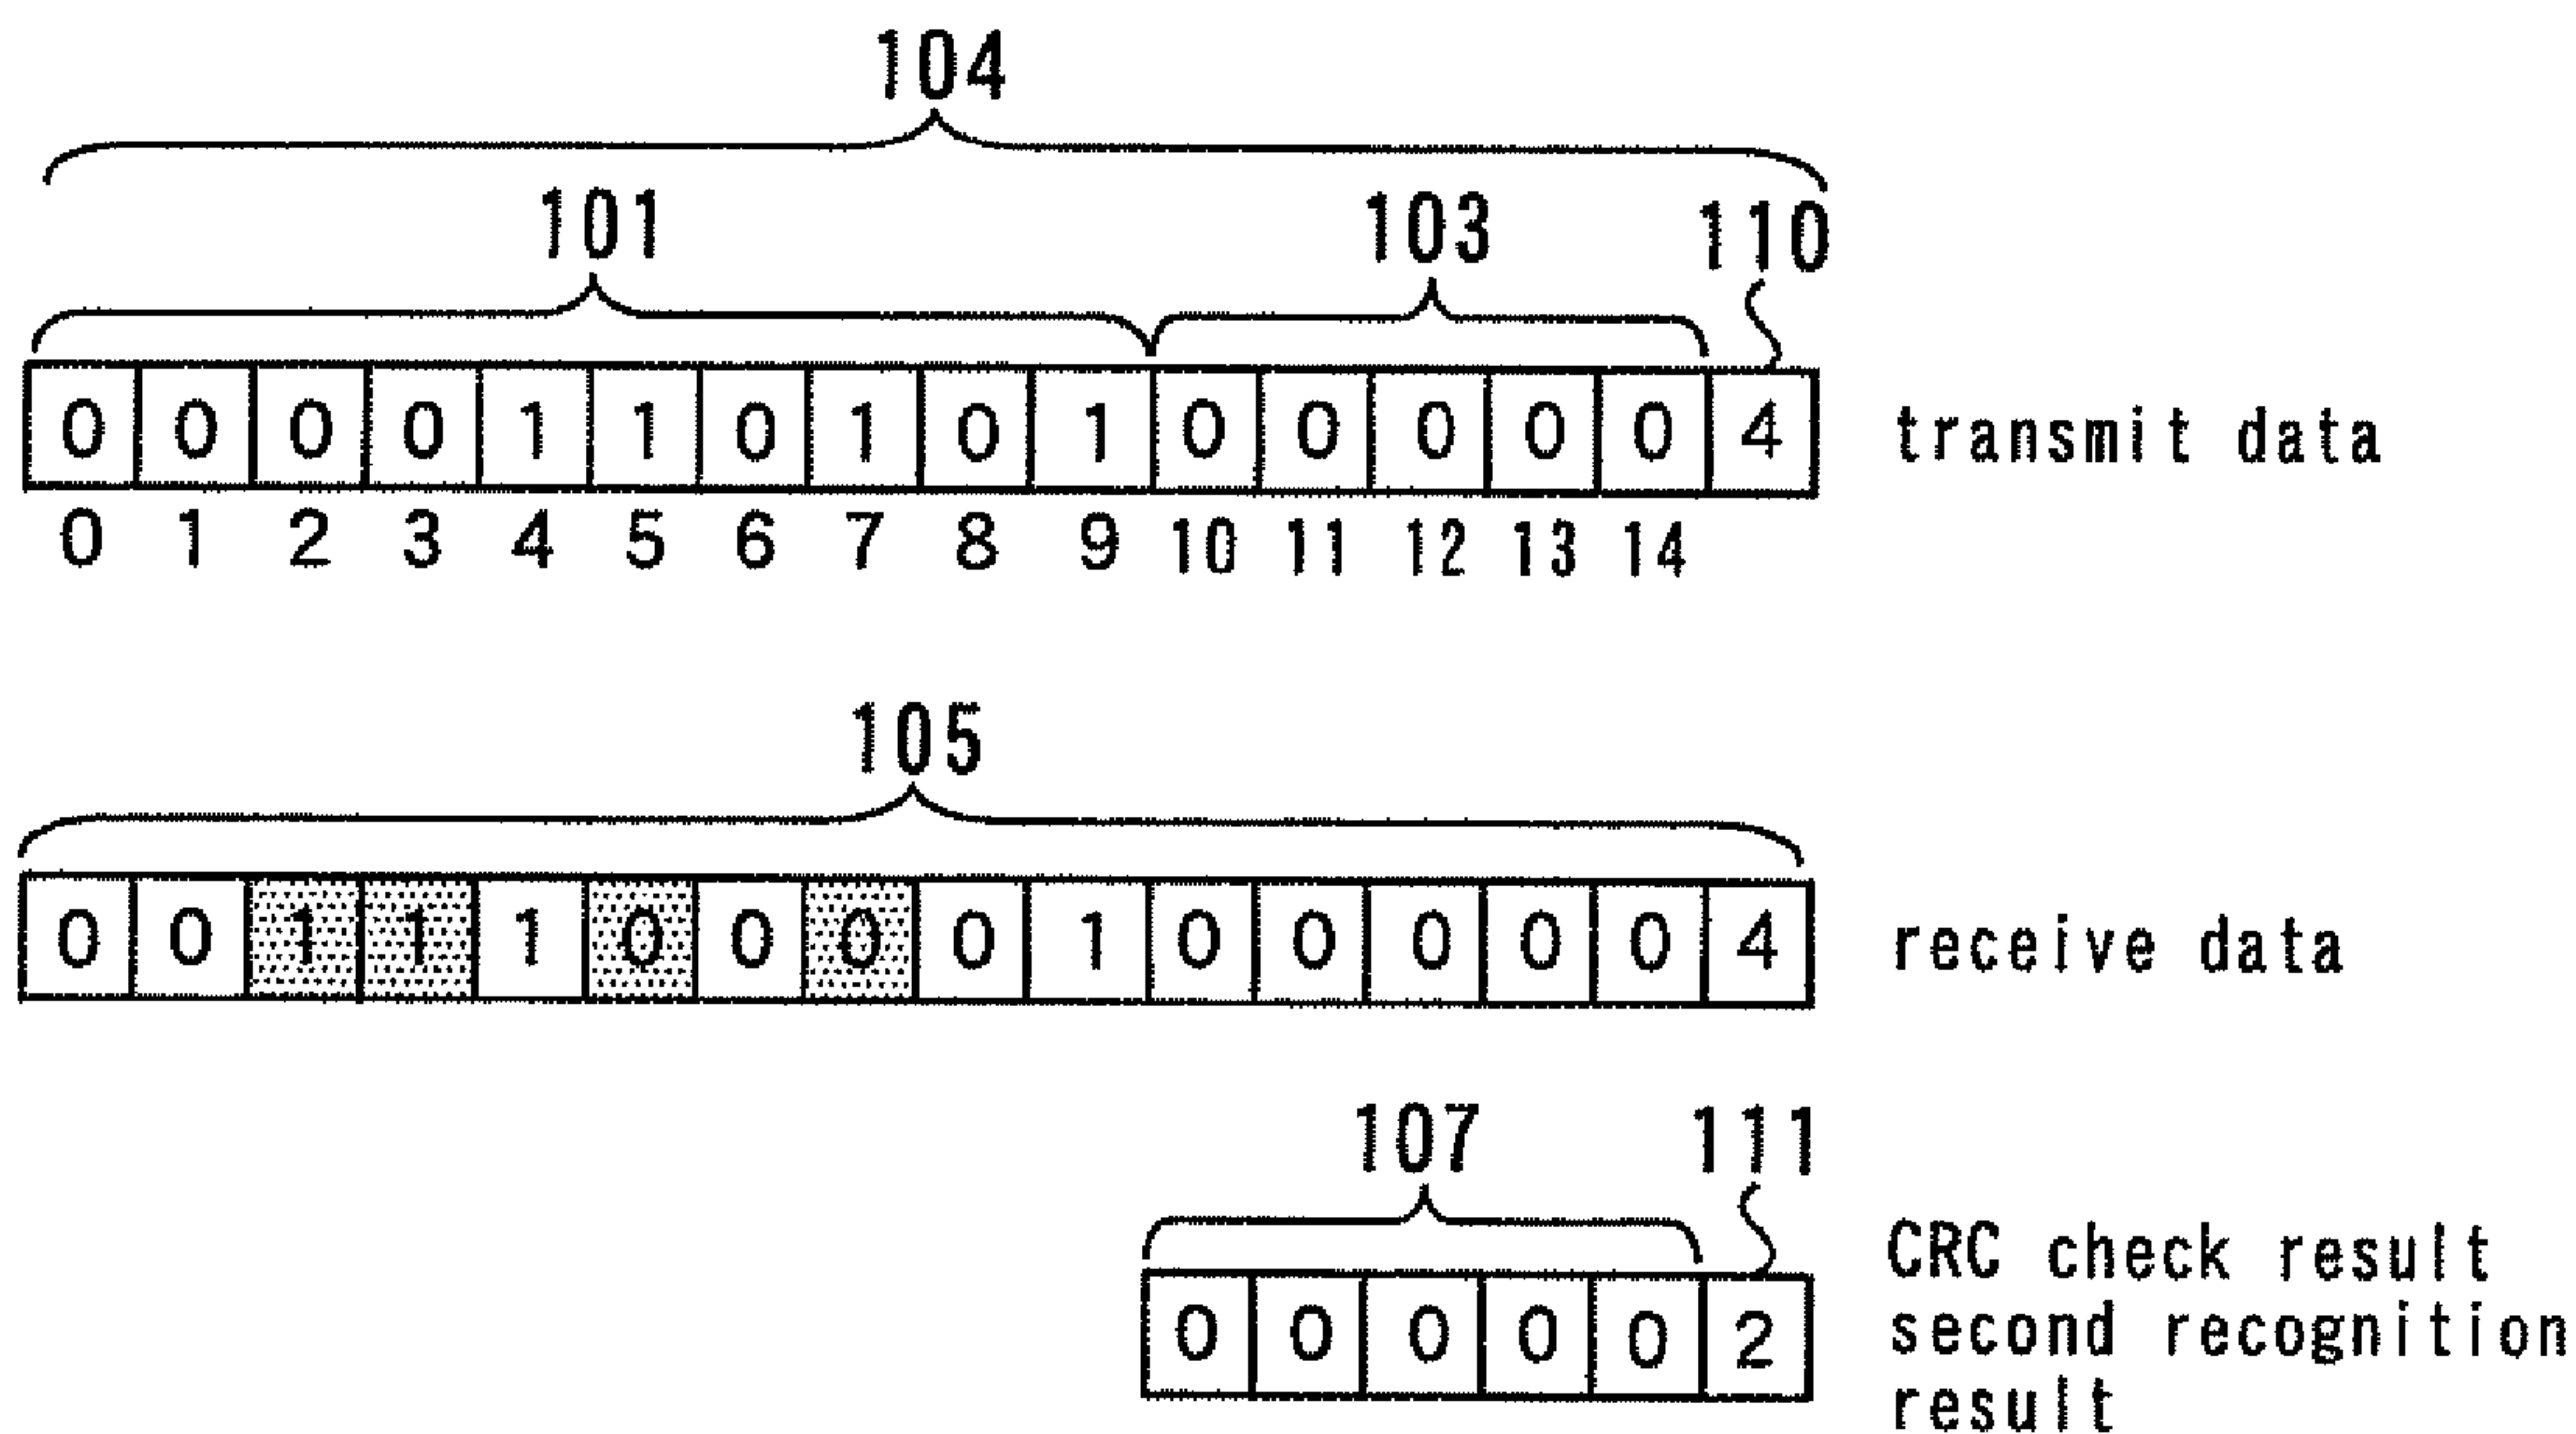 104
101 103 110
0 0 0 0 1 1 0 1 0 1 0 0 0 0 0 4 transmit data
0 1 2 3 4 5 6 7 8 9 10 11 12 13 14
105
0 0 1 1 1 0 0 0 0 1 0 0 0 0 0 4 receive data
107 111
0 0 0 0 0 2
CRC check result
second recognition
result